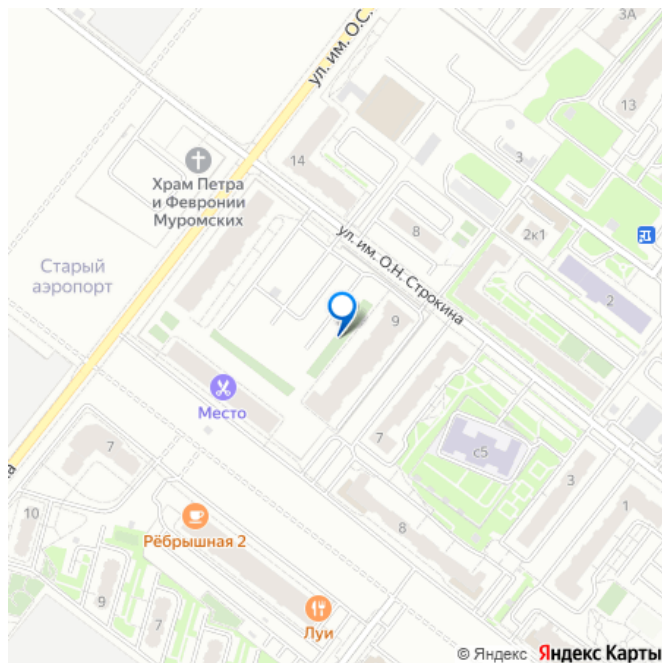 3А
ул. им. О.С.
13
14
3
Храм Петра
и Февронии
Муромских
8
2к1
ул. им. О.Н. Строкина
Старый
аэропорт
2
9
Место
7
7
с5
3
1
10
Рёбрышная 2
8
9
7
Луи
© Яндекс Яндекс Карты